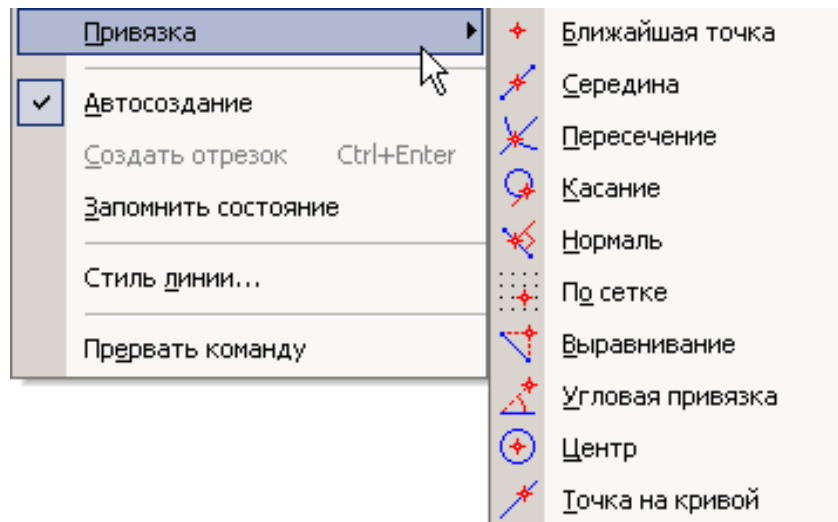 Привязка
Автосоздание
Создать отрезок Ctrl+Enter
Запомнить состояние
Стиль линии...
Прервать команду
Ближайшая точка
Середина
Пересечение
Касание
Нормаль
По сетке
Выравнивание
Угловая привязка
Центр
Точка на кривой